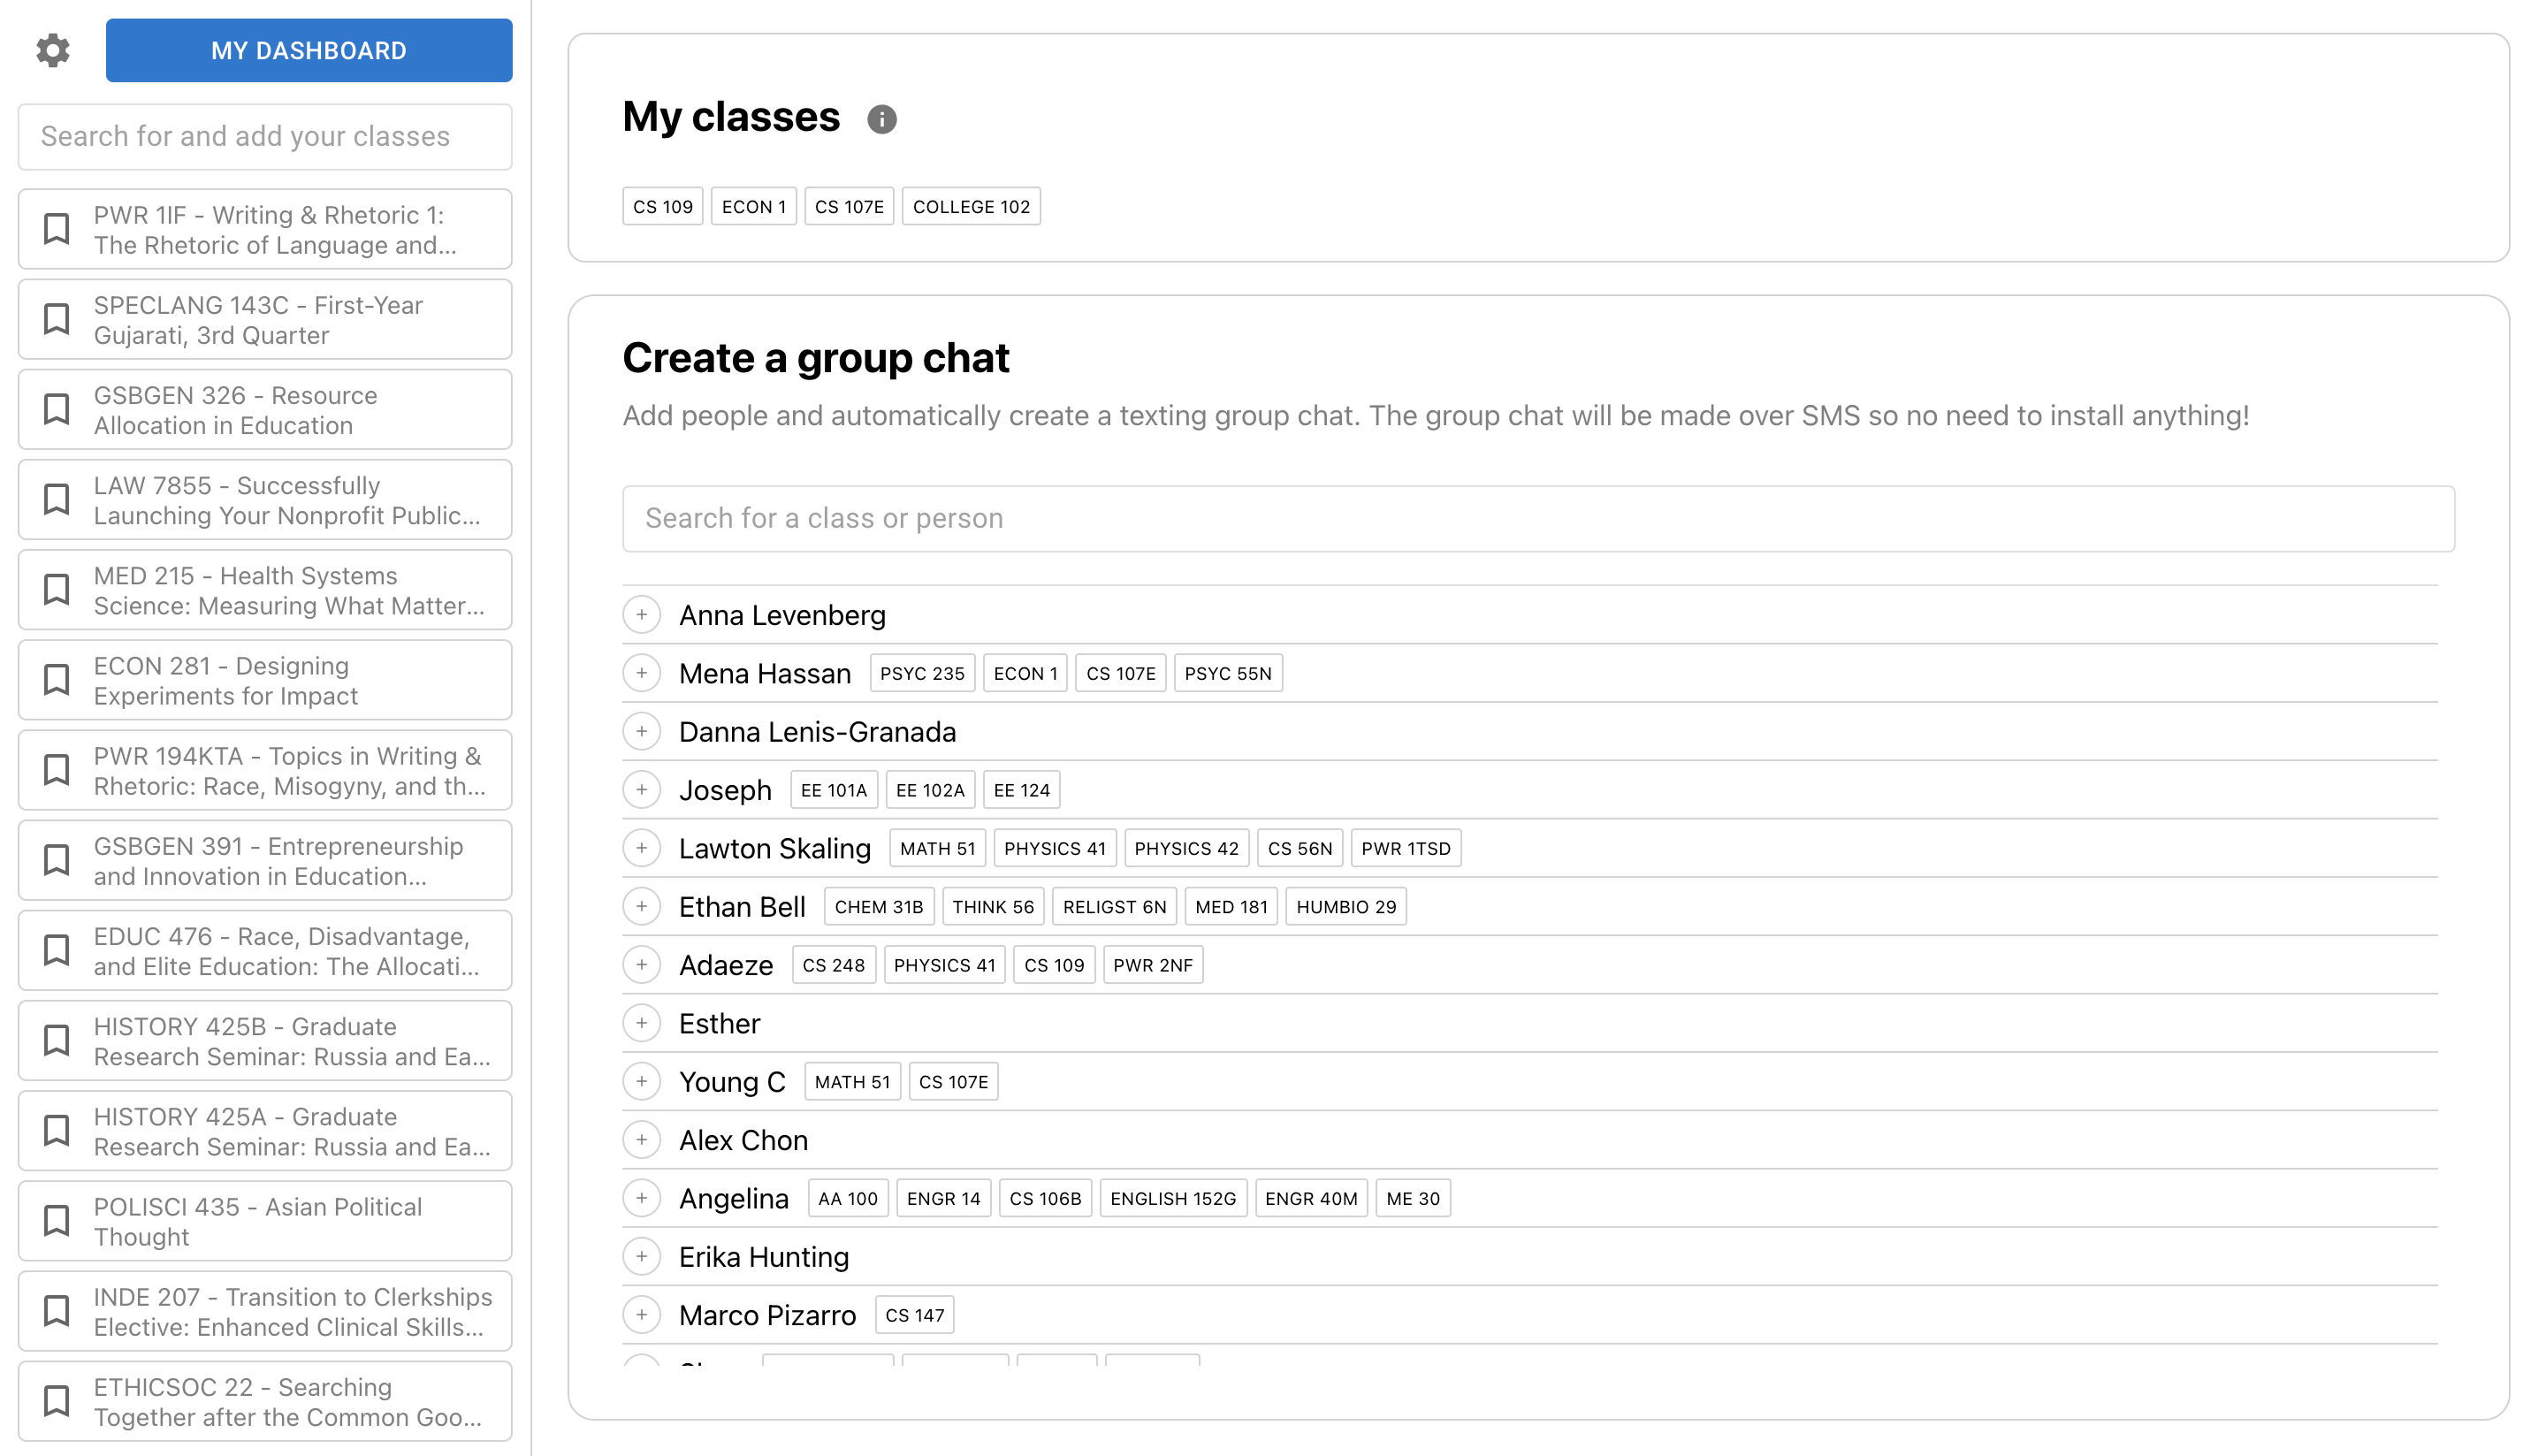 MY DASHBOARD
Search for and add your classes
PWR 1IF - Writing & Rhetoric 1:
The Rhetoric of Language and...
SPECLANG 143C - First-Year
Gujarati, 3rd Quarter
GSBGEN 326 - Resource
Allocation in Education
LAW 7855 - Successfully
Launching Your Nonprofit Public...
MED 215 - Health Systems
Science: Measuring What Matter...
ECON 281 - Designing
Experiments for Impact
PWR 194KTA - Topics in Writing &
Rhetoric: Race, Misogyny, and th...
GSBGEN 391 - Entrepreneurship
and Innovation in Education...
EDUC 476 - Race, Disadvantage,
and Elite Education: The Allocati...
HISTORY 425B - Graduate
Research Seminar: Russia and Ea...
HISTORY 425A - Graduate
Research Seminar: Russia and Ea...
POLISCI 435 - Asian Political
Thought
INDE 207 - Transition to Clerkships
Elective: Enhanced Clinical Skills...
ETHICSOC 22 - Searching
Together after the Common Goo...
My classes
CS 109 ECON 1 CS 107E COLLEGE 102
Create a group chat
Add people and automatically create a texting group chat. The group chat will be made over SMS so no need to install anything!
Search for a class or person
+ Anna Levenberg
+ Mena Hassan PSYC 235 ECON 1 CS 107E PSYC 55N
+ Danna Lenis-Granada
+ Joseph EE 101A EE 102A EE 124
+ Lawton Skaling MATH 51 PHYSICS 41 PHYSICS 42 CS 56N PWR 1TSD
+ Ethan Bell CHEM 31B THINK 56 RELIGST 6N MED 181 HUMBIO 29
+ Adaeze CS 248 PHYSICS 41 CS 109 PWR 2NF
+ Esther
+ Young C MATH 51 CS 107E
+ Alex Chon
+ Angelina AA 100 ENGR 14 CS 106B ENGLISH 152G ENGR 40M ME 30
+ Erika Hunting
+ Marco Pizarro CS 147